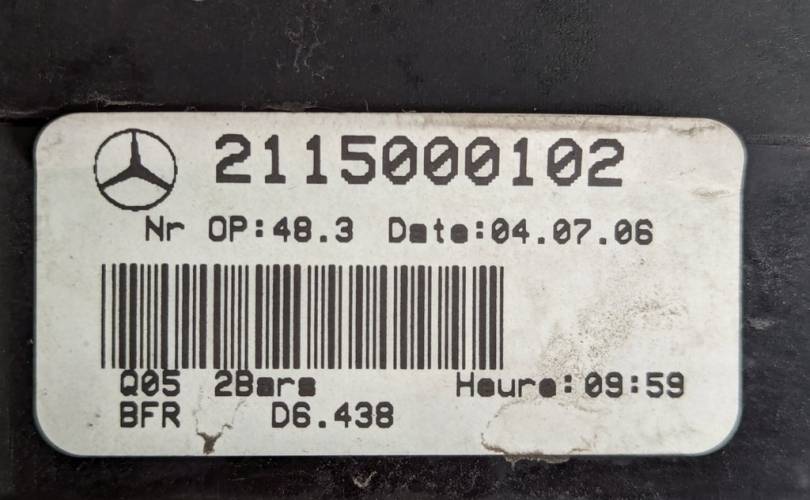 2115000102
Nr OP:48.3 Date:04.07.06
Q05 2Bars Heure:09:59
BFR D6.438